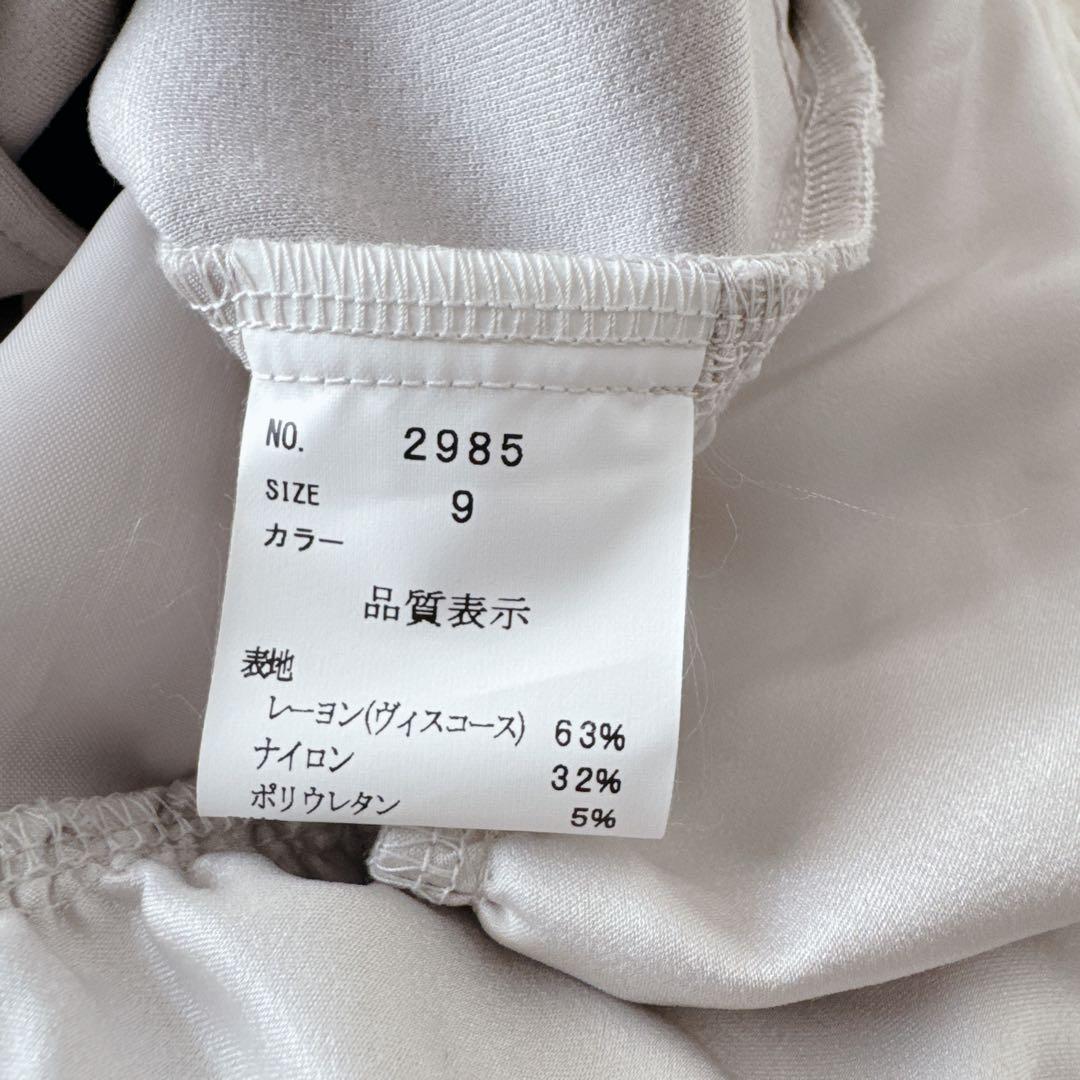 NO. 2985
SIZE 9
カラー
品質表示
表地
レーヨン(ヴィスコース) 63%
ナイロン 32%
ポリウレタン 5%